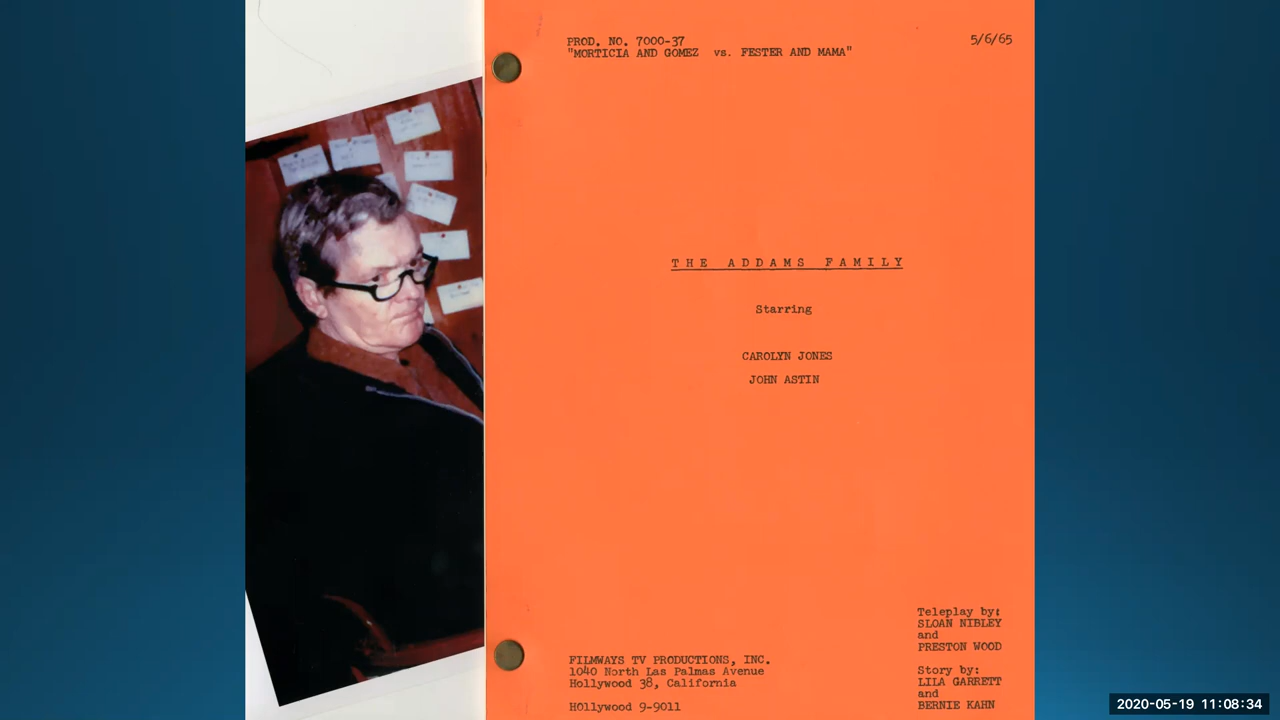 PROD. NO. 7000-37
"MORTICIA AND GOMEZ vs. FESTER AND MAMA"
5/6/65
THE ADDAMS FAMILY
Starring
CAROLYN JONES
JOHN ASTIN
Teleplay by:
SLOAN NIBLEY
and
PRESTON WOOD
Story by:
LILA GARRETT
and
BERNIE KAHN
FILMWAYS TV PRODUCTIONS, INC.
1040 North Las Palmas Avenue
Hollywood 38, California
HOllywood 9-9011
2020-05-19 11:08:34